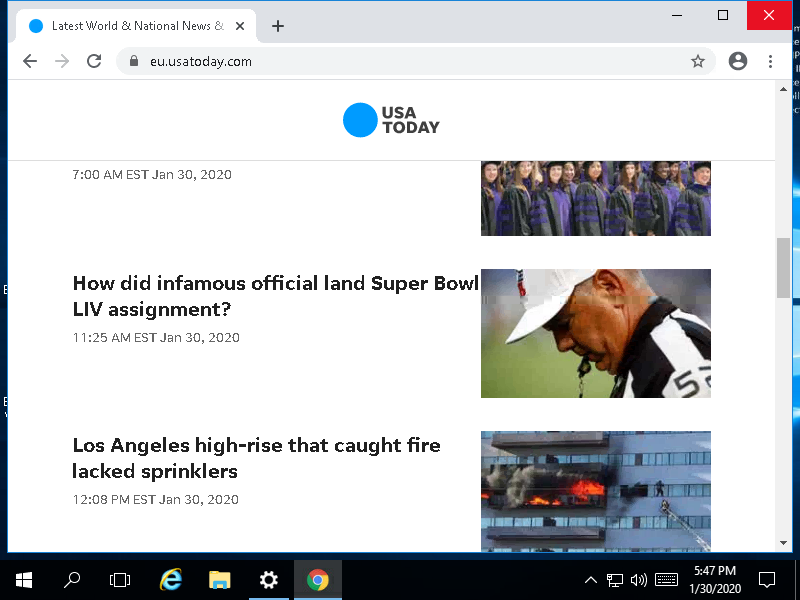 Latest World & National News &
eu.usatoday.com
USA
TODAY
7:00 AM EST Jan 30, 2020
How did infamous official land Super Bowl
LIV assignment?
11:25 AM EST Jan 30, 2020
52
Los Angeles high-rise that caught fire
lacked sprinklers
12:08 PM EST Jan 30, 2020
5:47 PM
1/30/2020